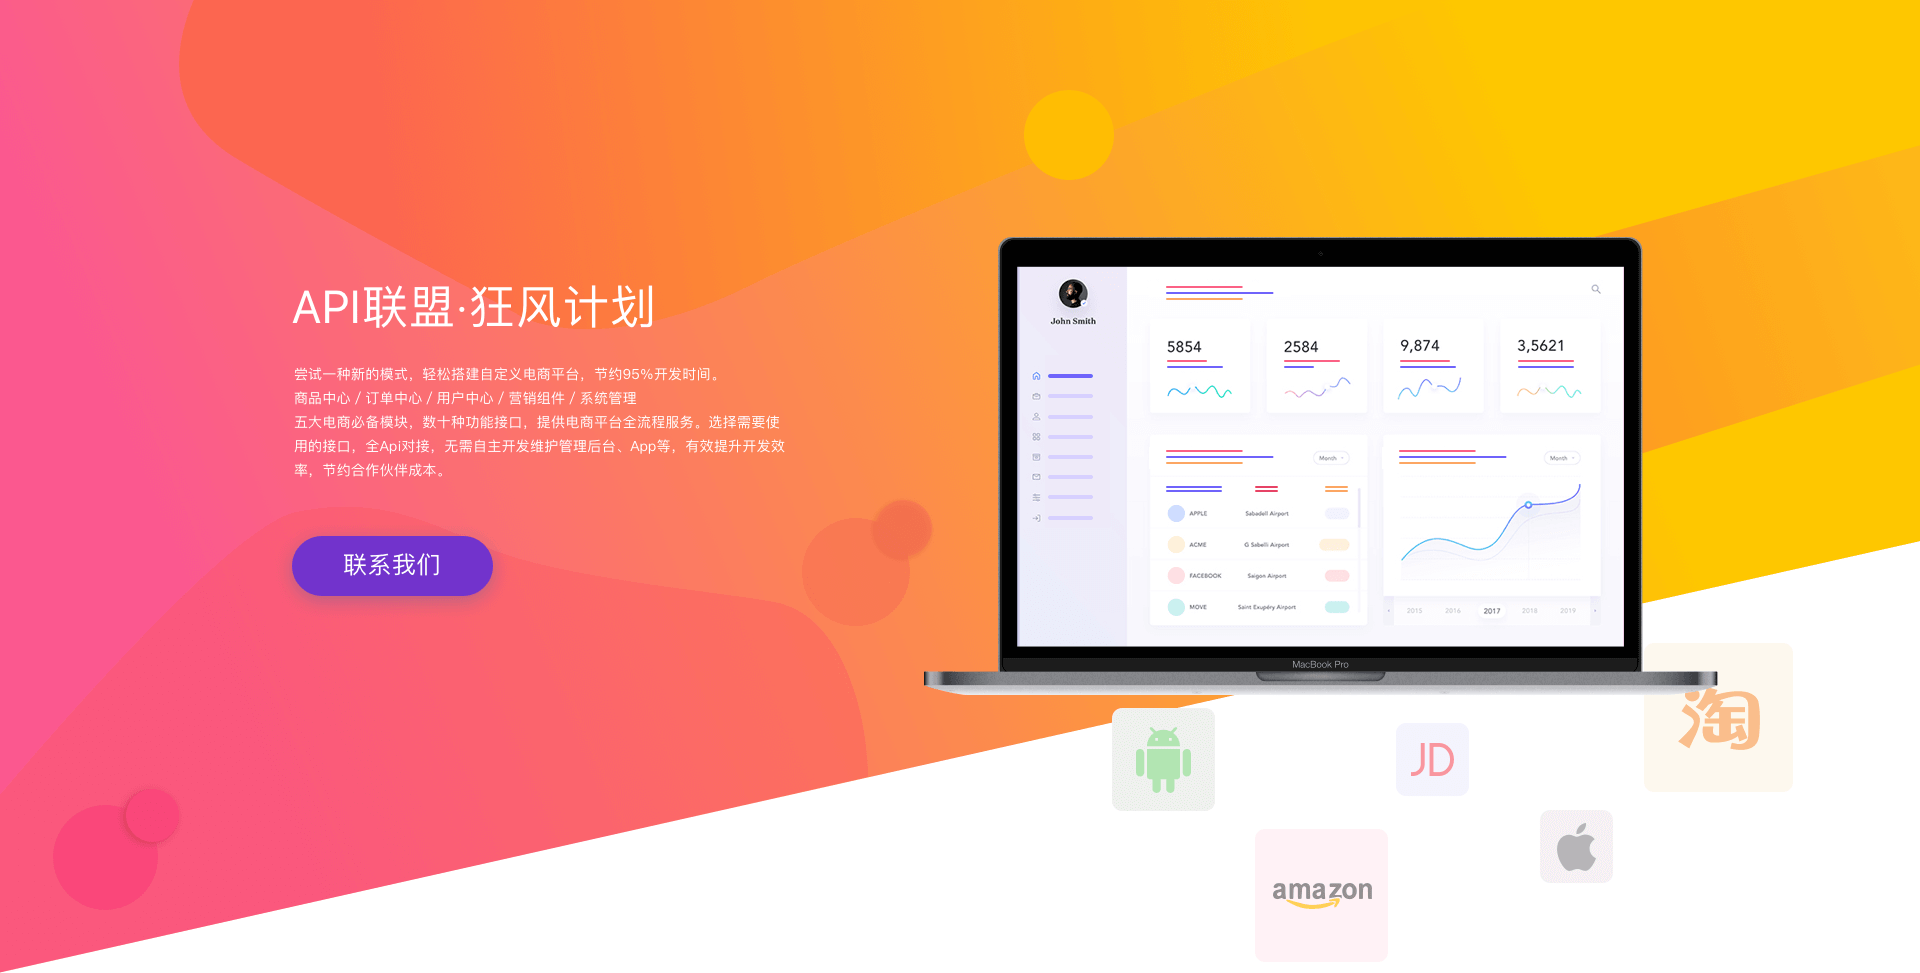 API联盟·狂风计划
尝试一种新的模式，轻松搭建自定义电商平台，节约95%开发时间。
商品中心 / 订单中心 / 用户中心 / 营销组件 / 系统管理
五大电商必备模块，数十种功能接口，提供电商平台全流程服务。选择需要使
用的接口，全Api对接，无需自主开发维护管理后台、App等，有效提升开发效
率，节约合作伙伴成本。
联系我们
John Smith
5854
2584
9,874
3,5621
Month
Month
APPLE Sabadell Airport
ACME G Sabelli Airport
FACEBOOK Saigon Airport
MOVE Saint Exupéry Airport
2015 2016 2017 2018 2019
MacBook Pro
淘
JD
amazon